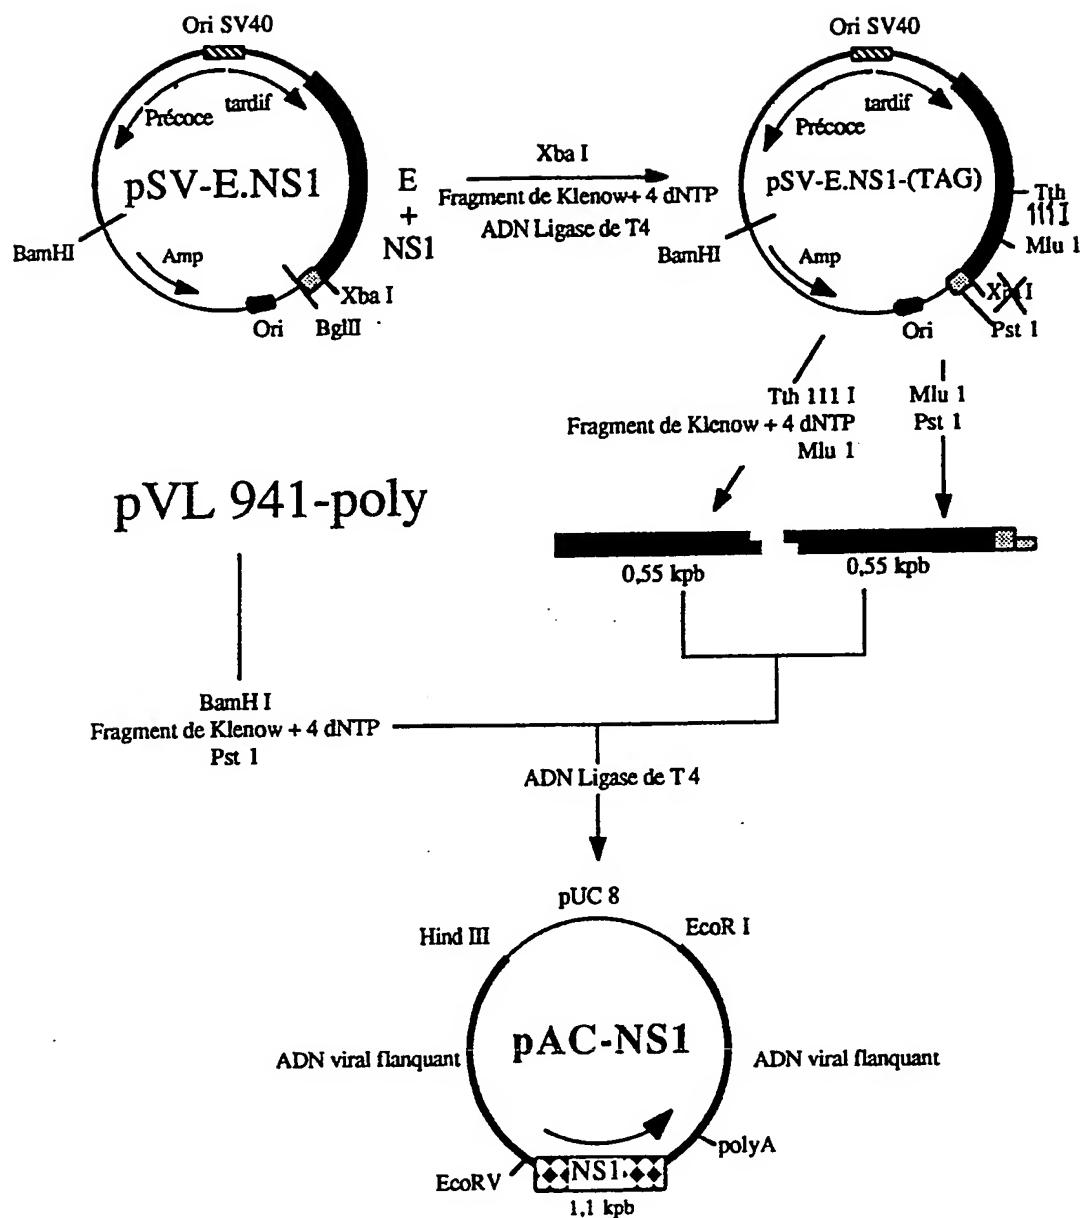 Ori SV40
Précoce
tardif
pSV-E.NS1
BamHI
Amp
Ori
Xba I
BglII
E
+
NS1
Xba I
Fragment de Klenow+ 4 dNTP
ADN Ligase de T4
Ori SV40
Précoce
tardif
pSV-E.NS1-(TAG)
Tth
111 I
Mlu 1
BamHI
Amp
Xba I
Ori
Pst 1
Tth 111 I
Fragment de Klenow + 4 dNTP
Mlu 1
Mlu 1
Pst 1
pVL 941-poly
0,55 kpb
0,55 kpb
BamH I
Fragment de Klenow + 4 dNTP
Pst 1
ADN Ligase de T 4
pUC 8
Hind III
EcoR I
pAC-NS1
ADN viral flanquant
ADN viral flanquant
polyA
EcoRV
NS1
1,1 kpb